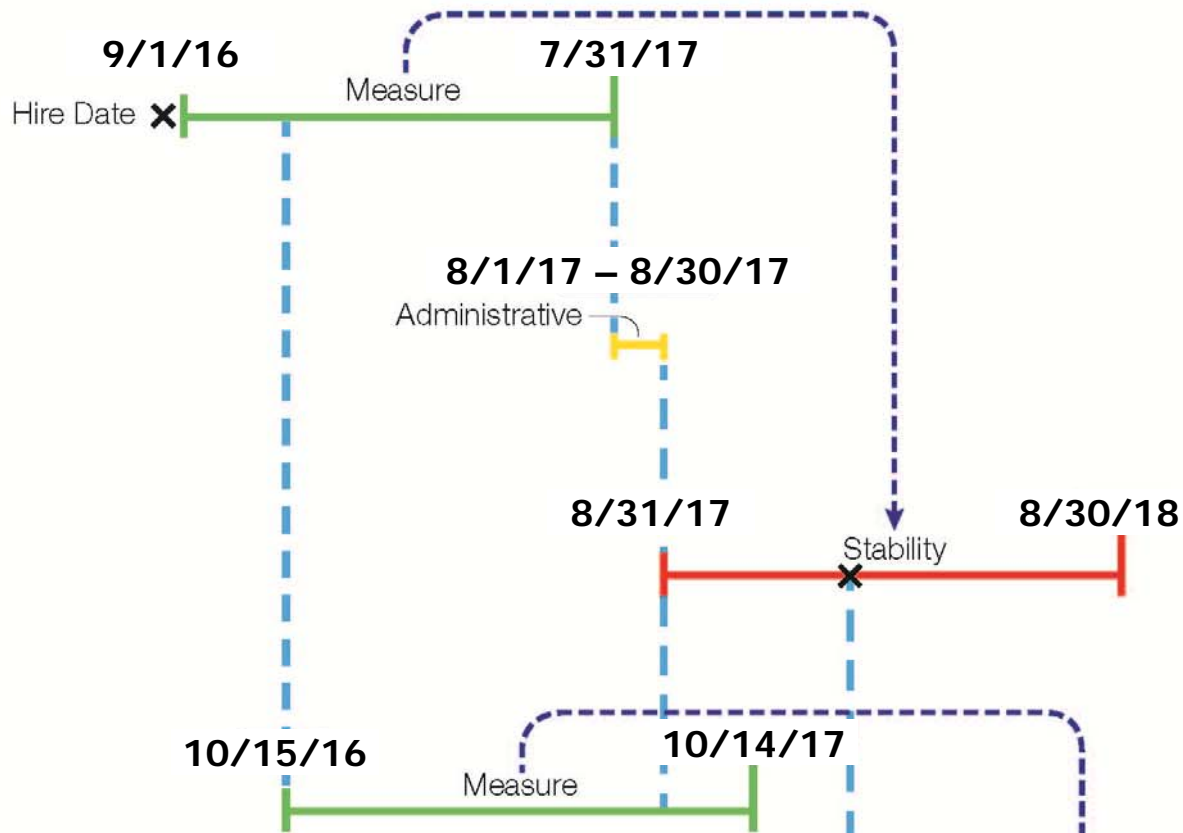 9/1/16
7/31/17
Measure
Hire Date
8/1/17 – 8/30/17
Administrative
8/31/17
8/30/18
Stability
10/15/16
10/14/17
Measure